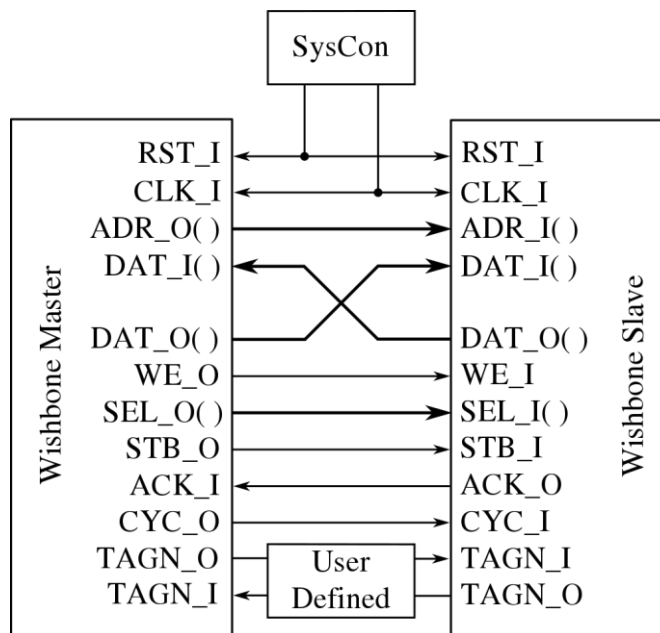 SysCon
Wishbone Master
RST_I
CLK_I
ADR_O( )
DAT_I( )
DAT_O( )
WE_O
SEL_O( )
STB_O
ACK_I
CYC_O
TAGN_O
TAGN_I
User
Defined
RST_I
CLK_I
ADR_I( )
DAT_I( )
DAT_O( )
WE_I
SEL_I( )
STB_I
ACK_O
CYC_I
TAGN_I
TAGN_O
Wishbone Slave